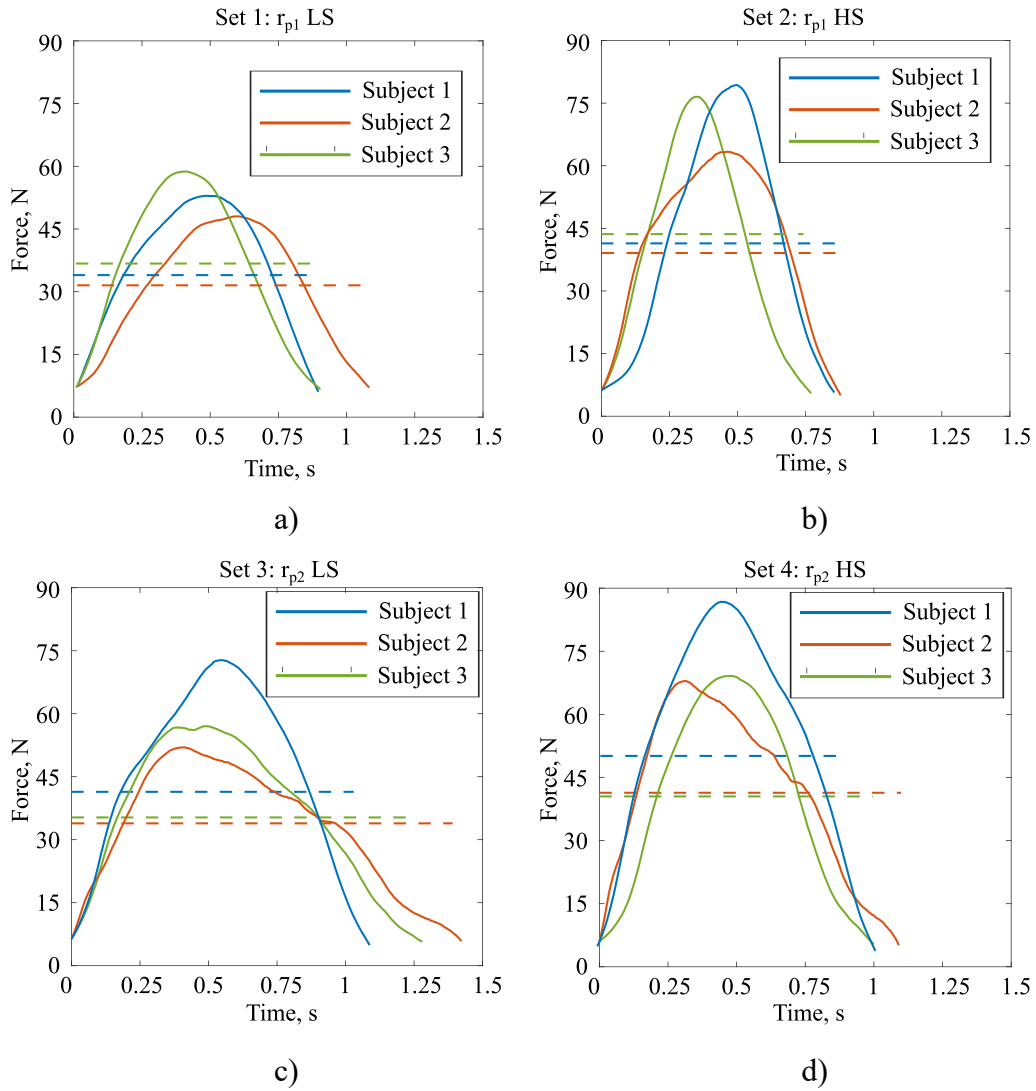 Set 1: rp1 LS
90
75
60
45
30
15
0
Force, N
Subject 1
Subject 2
Subject 3
0 0.25 0.5 0.75 1 1.25 1.5
Time, s
a)
Set 2: rp1 HS
90
75
60
45
30
15
0
Force, N
Subject 1
Subject 2
Subject 3
0 0.25 0.5 0.75 1 1.25 1.5
Time, s
b)
Set 3: rp2 LS
90
75
60
45
30
15
0
Force, N
Subject 1
Subject 2
Subject 3
0 0.25 0.5 0.75 1 1.25 1.5
Time, s
c)
Set 4: rp2 HS
90
75
60
45
30
15
0
Force, N
Subject 1
Subject 2
Subject 3
0 0.25 0.5 0.75 1 1.25 1.5
Time, s
d)